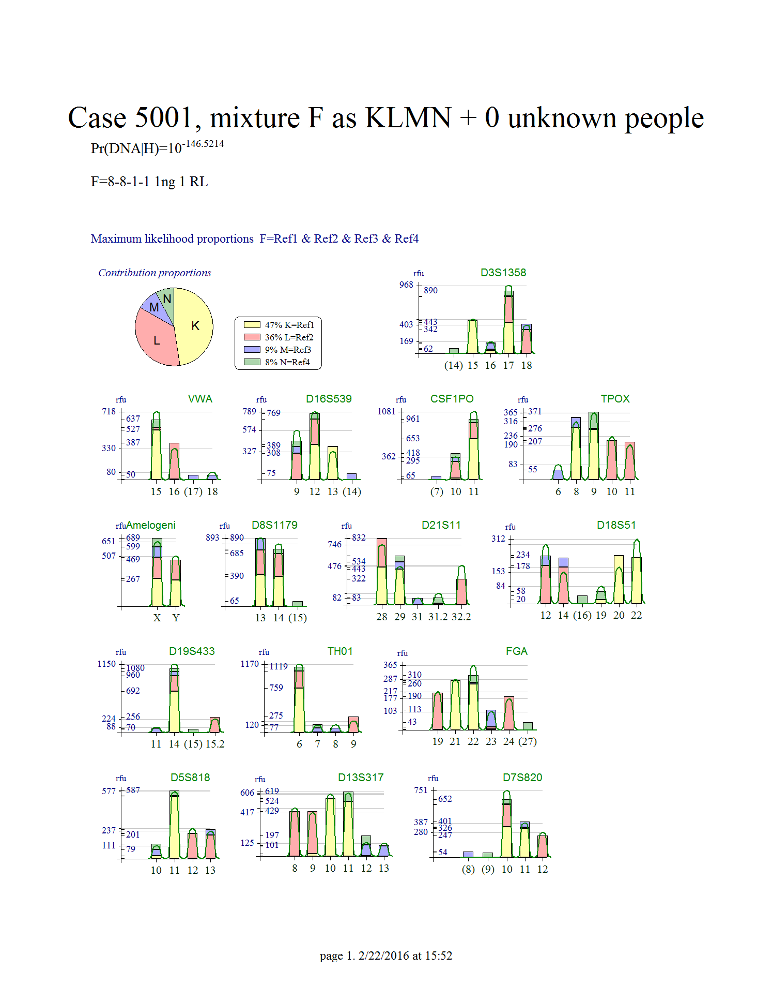 Case 5001, mixture F as KLMN + 0 unknown people
Pr(DNA|H)=10^-146.5214
F=8-8-1-1 1ng 1 RL
Maximum likelihood proportions F=Ref1 & Ref2 & Ref3 & Ref4
Contribution proportions
K
L
M
N
47% K=Ref1
36% L=Ref2
9% M=Ref3
8% N=Ref4
rfu D3S1358
968 890
443
403
342
169
62
(14) 15 16 17 18
rfu VWA
718
637
527
387
330
80 50
15 16 (17) 18
rfu D16S539
789 769
574
389
327 308
75
9 12 13 (14)
rfu CSF1PO
1081
961
653
418
362
295
65
(7) 10 11
rfu TPOX
365 371
316
276
236
207
190
83
55
6 8 9 10 11
rfu Amelogeni
689
651
599
507
469
267
X Y
rfu D8S1179
893 890
685
390
65
13 14 (15)
rfu D21S11
832
746
534
476
443
322
82 83
28 29 31 31.2 32.2
rfu D18S51
312
234
178
153
84
58
20
12 14 (16) 19 20 22
rfu D19S433
1150
1080
960
692
256
224
88 70
11 14 (15) 15.2
rfu TH01
1170 1119
759
275
120
77
6 7 8 9
rfu FGA
365
310
287
260
217
190
177
113
103
43
19 21 22 23 24 (27)
rfu D5S818
577 587
237
201
111
79
10 11 12 13
rfu D13S317
606 619
524
417 429
197
125 101
8 9 10 11 12 13
rfu D7S820
751
652
387 401
326
280
247
54
(8) (9) 10 11 12
page 1. 2/22/2016 at 15:52